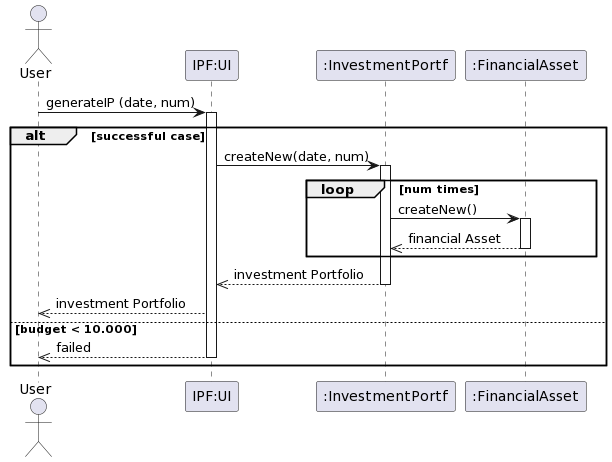 User
IPF:UI
:InvestmentPortf
:FinancialAsset
generateIP (date, num)
alt
[successful case]
createNew(date, num)
loop
[num times]
createNew()
financial Asset
investment Portfolio
investment Portfolio
[budget < 10.000]
failed
User
IPF:UI
:InvestmentPortf
:FinancialAsset